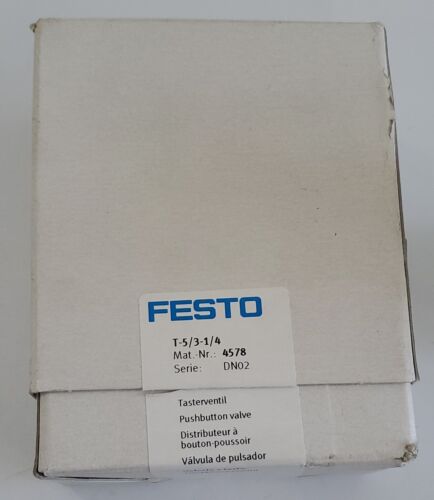 FESTO
T-5/3-1/4
Mat.-Nr.: 4578
Serie: DN02
Tasterventil
Pushbutton valve
Distributeur à
bouton-poussoir
Válvula de pulsador